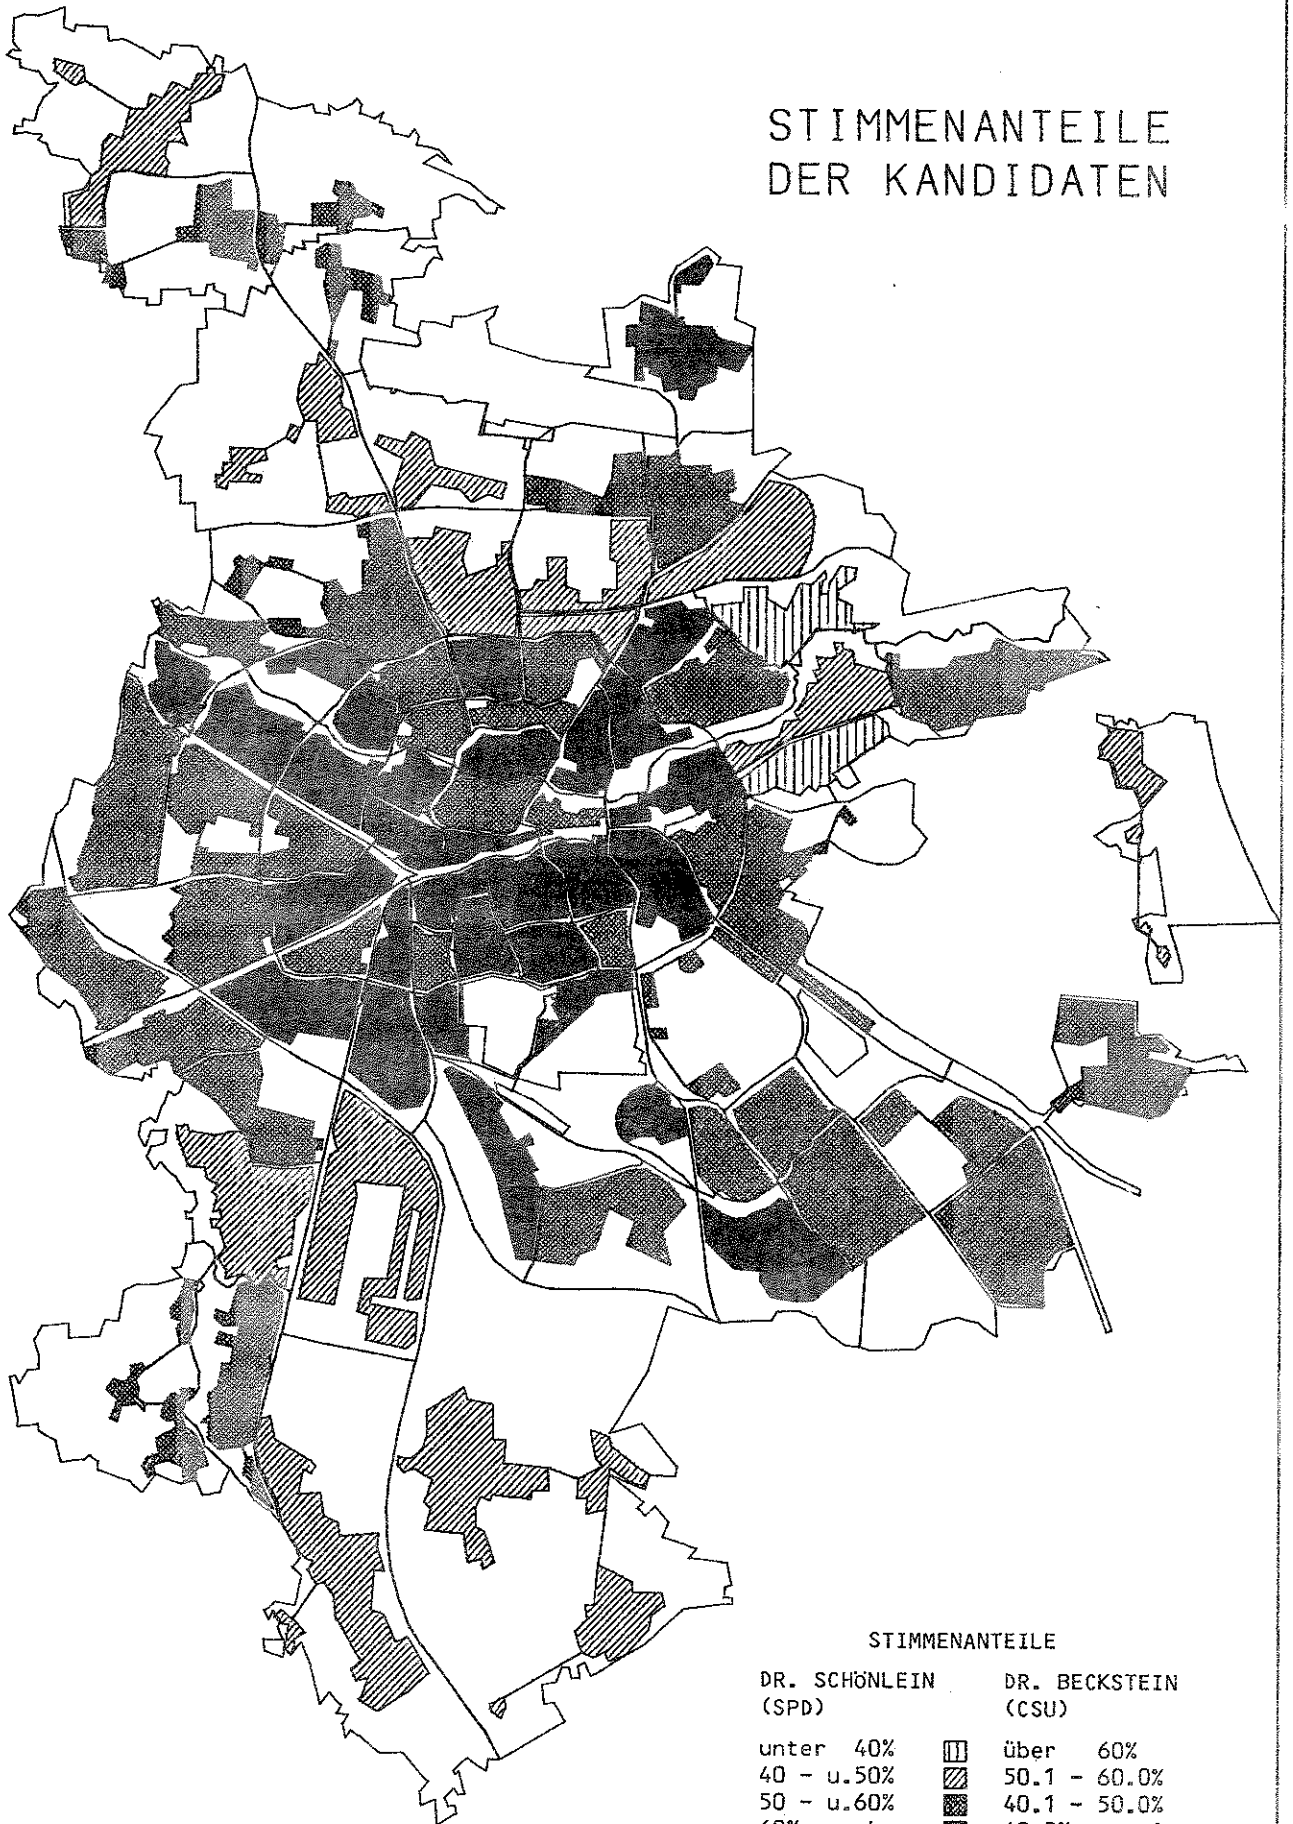 STIMMENANTEILE
DER KANDIDATEN
STIMMENANTEILE
DR. SCHÖNLEIN DR. BECKSTEIN
(SPD) (CSU)
unter 40% über 60%
40 - u.50% 50.1 - 60.0%
50 - u.60% 40.1 - 50.0%